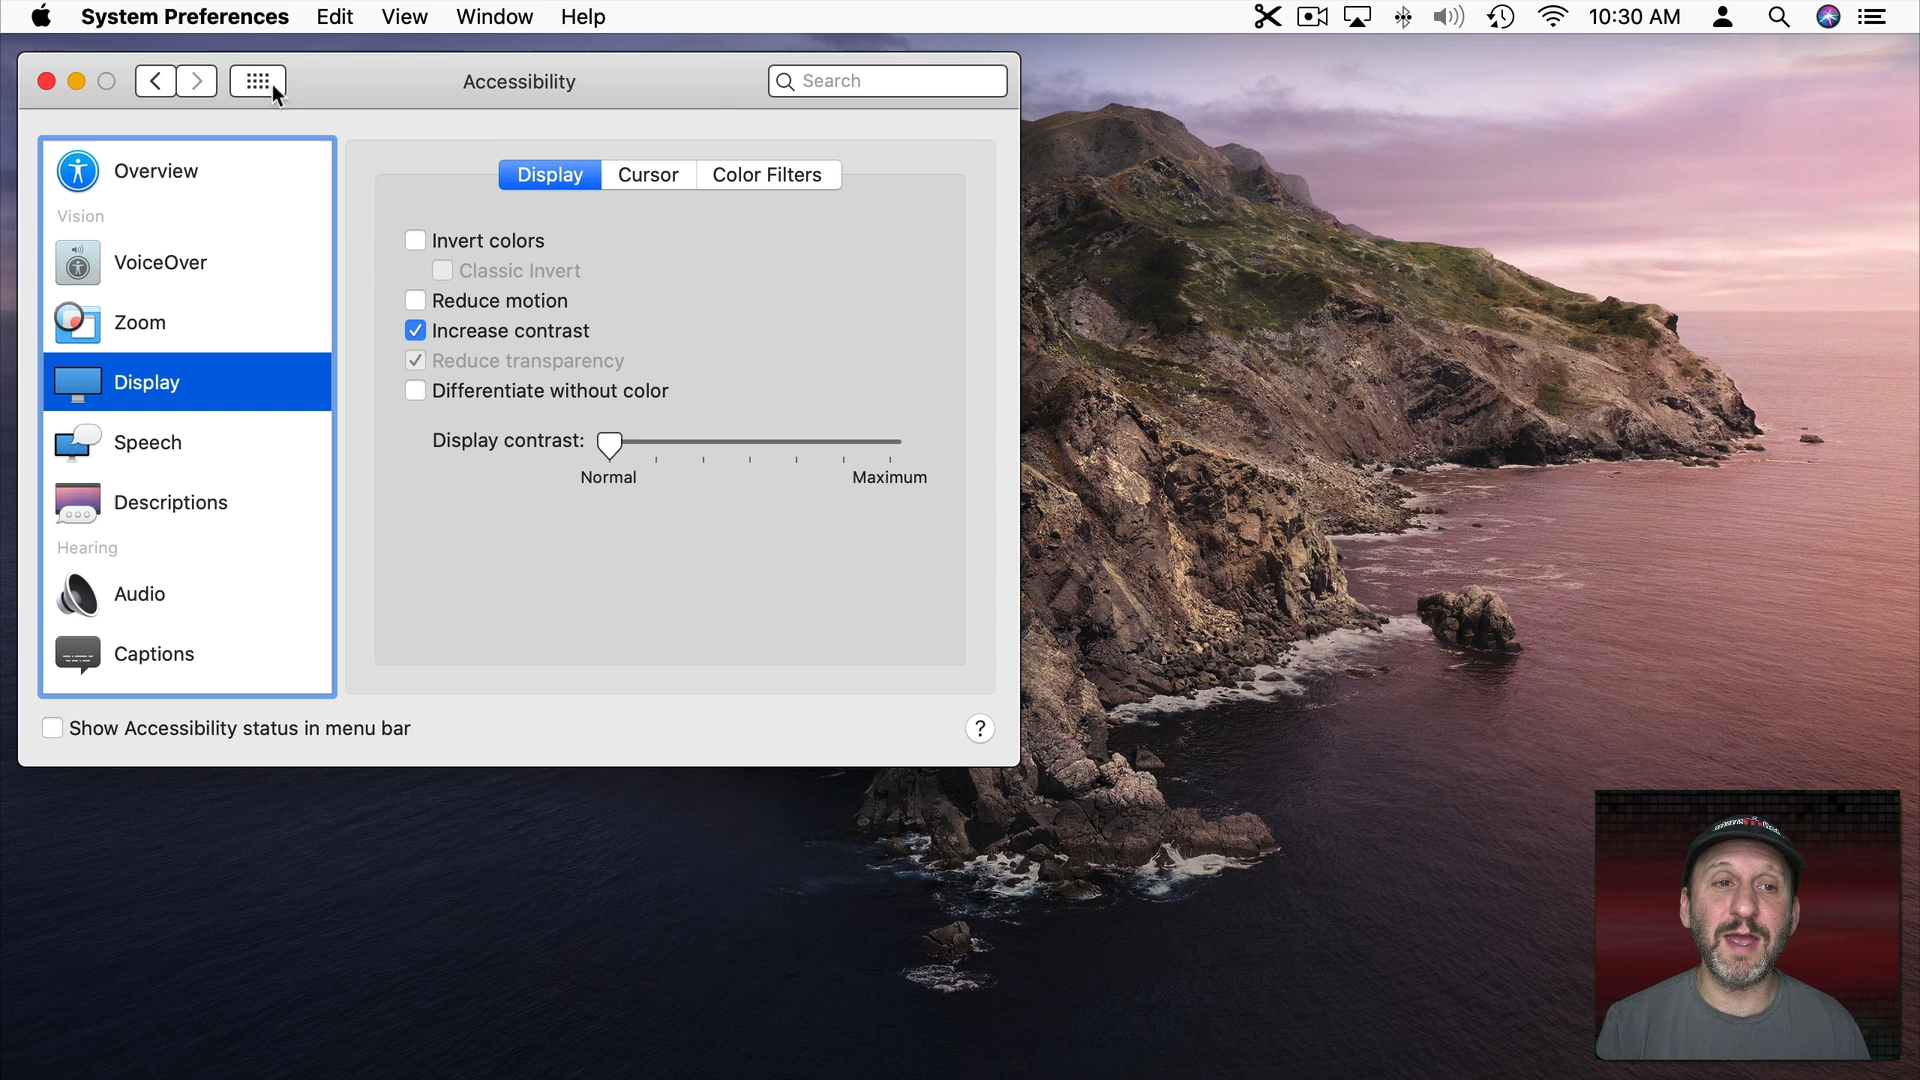 System Preferences Edit View Window Help 10:30 AM
Accessibility Search
Overview
Vision
VoiceOver
Zoom
Display
Speech
Descriptions
Hearing
Audio
Captions
Display Cursor Color Filters
Invert colors
Classic Invert
Reduce motion
Increase contrast
Reduce transparency
Differentiate without color
Display contrast:
Normal Maximum
Show Accessibility status in menu bar ?